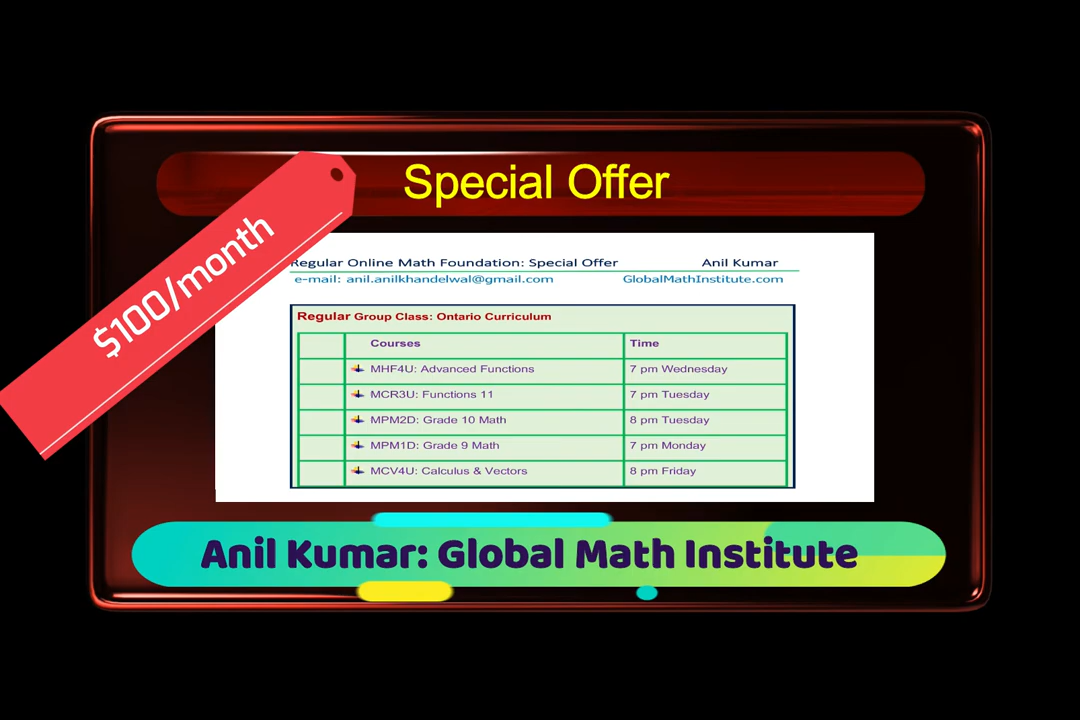 Special Offer
$100/month
Regular Online Math Foundation: Special Offer Anil Kumar
e-mail: anil.anilkhandelwal@gmail.com GlobalMathInstitute.com
Regular Group Class: Ontario Curriculum
Courses Time
MHF4U: Advanced Functions 7 pm Wednesday
MCR3U: Functions 11 7 pm Tuesday
MPM2D: Grade 10 Math 8 pm Tuesday
MPM1D: Grade 9 Math 7 pm Monday
MCV4U: Calculus & Vectors 8 pm Friday
Anil Kumar: Global Math Institute